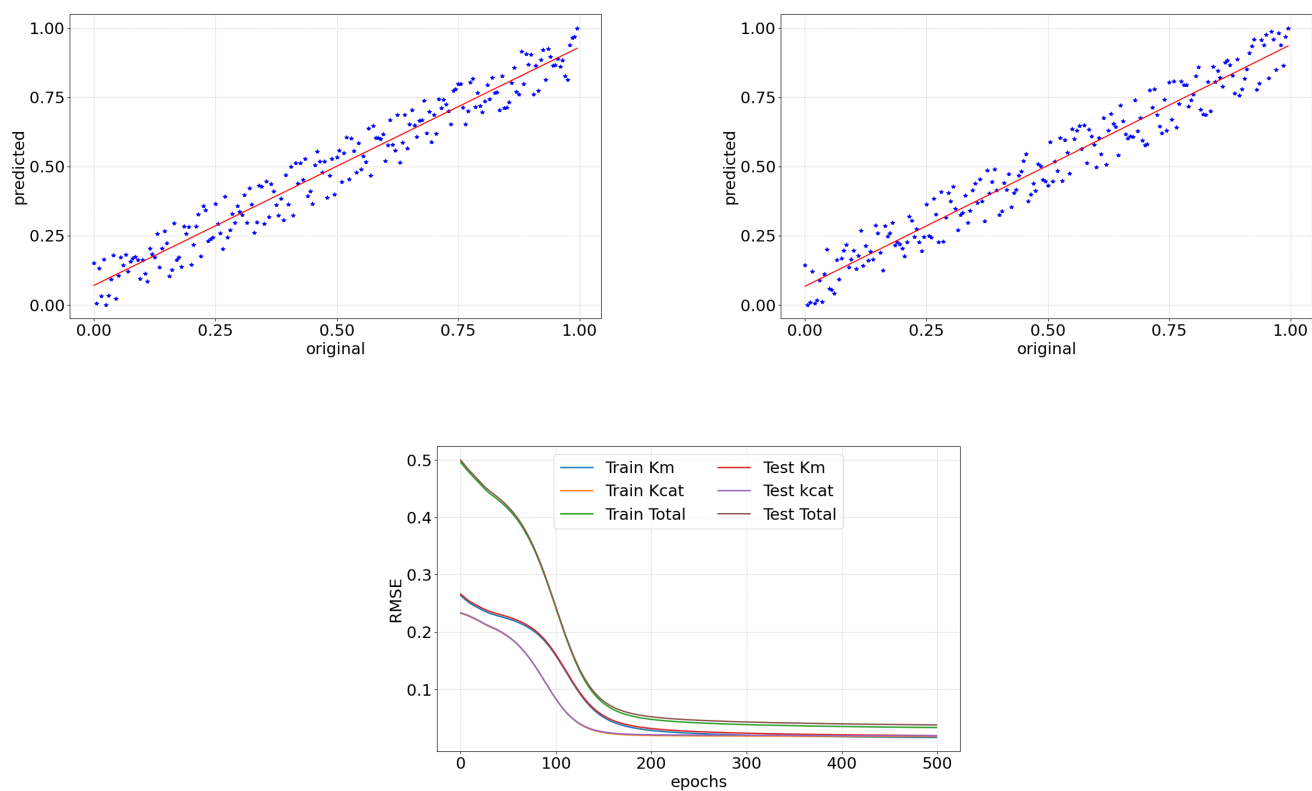 1.00
0.75
0.50
0.25
0.00
predicted
0.00 0.25 0.50 0.75 1.00
original
1.00
0.75
0.50
0.25
0.00
predicted
0.00 0.25 0.50 0.75 1.00
original
0.5
0.4
0.3
0.2
0.1
RMSE
Train Km
Train Kcat
Train Total
Test Km
Test kcat
Test Total
0 100 200 300 400 500
epochs